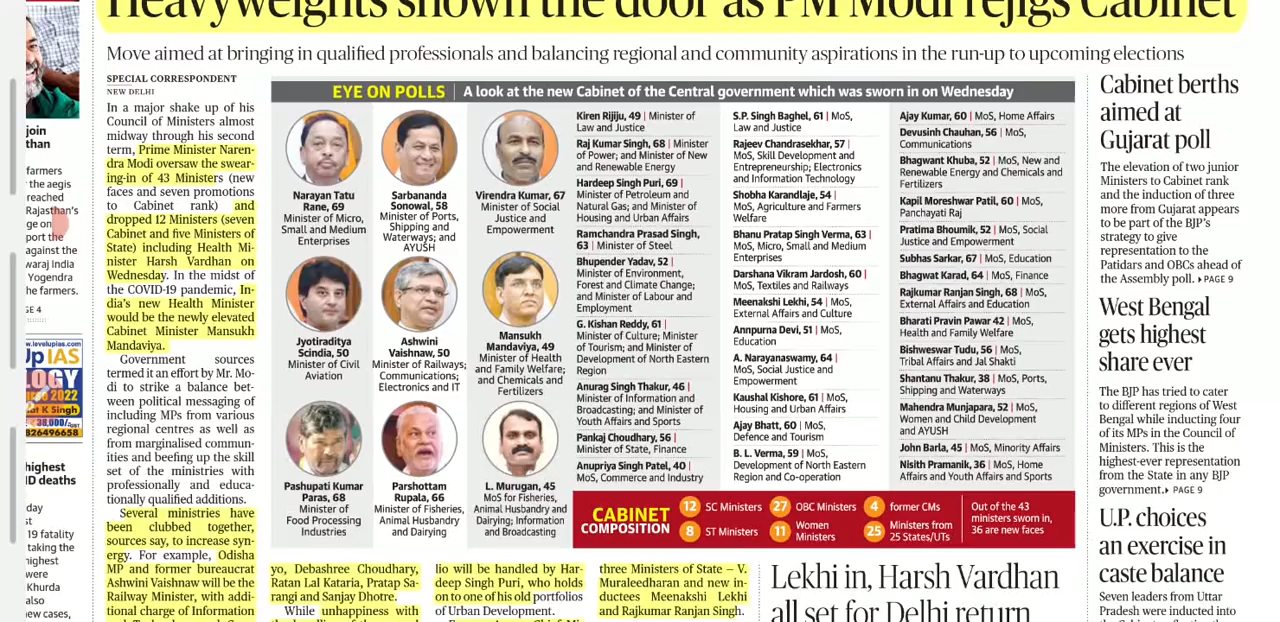 Heavyweights shown the door as PM Modi rejigs Cabinet
Move aimed at bringing in qualified professionals and balancing regional and community aspirations in the run-up to upcoming elections
join
than
farmers
the aegis
reached
Rajasthan's
ge on
port the
against the
waraj India
Yogendra
he farmers.
GE 4
w.levelupias.com
Up IAS
LOGY
2022
at K Singh
38,000/-
826496658
highest
D deaths
day
st
19 fatality
taking the
highest
were
Khurda
also
new cases,
SPECIAL CORRESPONDENT
NEW DELHI
In a major shake up of his
Council of Ministers almost
midway through his second
term, Prime Minister Naren-
dra Modi oversaw the swear-
ing-in of 43 Ministers (new
faces and seven promotions
to Cabinet rank) and
dropped 12 Ministers (seven
Cabinet and five Ministers of
State) including Health Mi-
nister Harsh Vardhan on
Wednesday. In the midst of
the COVID-19 pandemic, In-
dia's new Health Minister
would be the newly elevated
Cabinet Minister Mansukh
Mandaviya.
Government sources
termed it an effort by Mr. Mo-
di to strike a balance bet-
ween political messaging of
including MPs from various
regional centres as well as
from marginalised commun-
ities and beefing up the skill
set of the ministries with
professionally and educa-
tionally qualified additions.
Several ministries have
been clubbed together,
sources say, to increase syn-
ergy. For example, Odisha
MP and former bureaucrat
Ashwini Vaishnaw will be the
Railway Minister, with addi-
tional charge of Information
EYE ON POLLS | A look at the new Cabinet of the Central government which was sworn in on Wednesday
Narayan Tatu
Rane, 69
Minister of Micro,
Small and Medium
Enterprises
Sarbananda
Sonowal, 58
Minister of Ports,
Shipping and
Waterways; and
AYUSH
Virendra Kumar, 67
Minister of Social
Justice and
Empowerment
Jyotiraditya
Scindia, 50
Minister of Civil
Aviation
Ashwini
Vaishnaw, 50
Minister of Railways;
Communications;
Electronics and IT
Mansukh
Mandaviya, 49
Minister of Health
and Family Welfare;
and Chemicals and
Fertilizers
Pashupati Kumar
Paras, 68
Minister of
Food Processing
Industries
Parshottam
Rupala, 66
Minister of Fisheries,
Animal Husbandry
and Dairying
L. Murugan, 45
MoS for Fisheries,
Animal Husbandry and
Dairying; Information
and Broadcasting
Kiren Rijiju, 49 | Minister of
Law and Justice
Raj Kumar Singh, 68 | Minister
of Power; and Minister of New
and Renewable Energy
Hardeep Singh Puri, 69 |
Minister of Petroleum and
Natural Gas; and Minister of
Housing and Urban Affairs
Ramchandra Prasad Singh,
63 | Minister of Steel
Bhupender Yadav, 52 |
Minister of Environment,
Forest and Climate Change;
and Minister of Labour and
Employment
G. Kishan Reddy, 61 |
Minister of Culture; Minister
of Tourism; and Minister of
Development of North Eastern
Region
Anurag Singh Thakur, 46 |
Minister of Information and
Broadcasting; and Minister of
Youth Affairs and Sports
Pankaj Choudhary, 56 |
Minister of State, Finance
Anupriya Singh Patel, 40 |
MoS, Commerce and Industry
S.P. Singh Baghel, 61 | MoS,
Law and Justice
Rajeev Chandrasekhar, 57 |
MoS, Skill Development and
Entrepreneurship; Electronics
and Information Technology
Shobha Karandlaje, 54 |
MoS, Agriculture and Farmers
Welfare
Bhanu Pratap Singh Verma, 63 |
MoS, Micro, Small and Medium
Enterprises
Darshana Vikram Jardosh, 60 |
MoS, Textiles and Railways
Meenakshi Lekhi, 54 | MoS,
External Affairs and Culture
Annpurna Devi, 51 | MoS,
Education
A. Narayanaswamy, 64 |
MoS, Social Justice and
Empowerment
Kaushal Kishore, 61 | MoS,
Housing and Urban Affairs
Ajay Bhatt, 60 | MoS,
Defence and Tourism
B. L. Verma, 59 | MoS,
Development of North Eastern
Region and Co-operation
Ajay Kumar, 60 | MoS, Home Affairs
Devusinh Chauhan, 56 | MoS,
Communications
Bhagwant Khuba, 52 | MoS, New and
Renewable Energy and Chemicals and
Fertilizers
Kapil Moreshwar Patil, 60 | MoS,
Panchayati Raj
Pratima Bhoumik, 52 | MoS, Social
Justice and Empowerment
Subhas Sarkar, 67 | MoS, Education
Bhagwat Karad, 64 | MoS, Finance
Rajkumar Ranjan Singh, 68 | MoS,
External Affairs and Education
Bharati Pravin Pawar 42 | MoS,
Health and Family Welfare
Bishweswar Tudu, 56 | MoS,
Tribal Affairs and Jal Shakti
Shantanu Thakur, 38 | MoS, Ports,
Shipping and Waterways
Mahendra Munjapara, 52 | MoS,
Women and Child Development
and AYUSH
John Barla, 45 | MoS, Minority Affairs
Nisith Pramanik, 36 | MoS, Home
Affairs and Youth Affairs and Sports
CABINET
COMPOSITION
12 SC Ministers
27 OBC Ministers
4 former CMs
8 ST Ministers
11 Women
Ministers
25 Ministers from
25 States/UTs
Out of the 43
ministers sworn in,
36 are new faces
yo, Debashree Choudhary,
Ratan Lal Kataria, Pratap Sa-
rangi and Sanjay Dhotre.
While unhappiness with
lio will be handled by Har-
deep Singh Puri, who holds
on to one of his old portfolios
of Urban Development.
three Ministers of State – V.
Muraleedharan and new in-
ductees Meenakshi Lekhi
and Rajkumar Ranjan Singh.
Lekhi in, Harsh Vardhan
all set for Delhi return
Cabinet berths
aimed at
Gujarat poll
The elevation of two junior
Ministers to Cabinet rank
and the induction of three
more from Gujarat appears
to be part of the BJP's
strategy to give
representation to the
Patidars and OBCs ahead of
the Assembly poll. ▸ PAGE 9
West Bengal
gets highest
share ever
The BJP has tried to cater
to different regions of West
Bengal while inducting four
of its MPs in the Council of
Ministers. This is the
highest-ever representation
from the State in any BJP
government. ▸ PAGE 9
U.P. choices
an exercise in
caste balance
Seven leaders from Uttar
Pradesh were inducted into